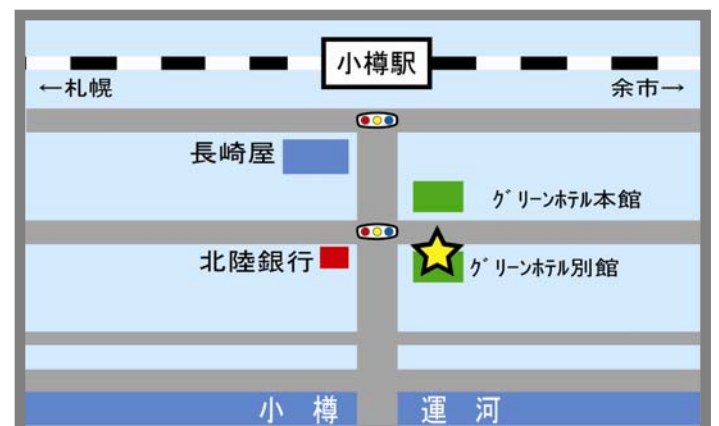 小樽駅
←札幌
余市→
長崎屋
ｸﾞﾘｰﾝﾎﾃﾙ本館
北陸銀行
ｸﾞﾘｰﾝﾎﾃﾙ別館
小樽運河